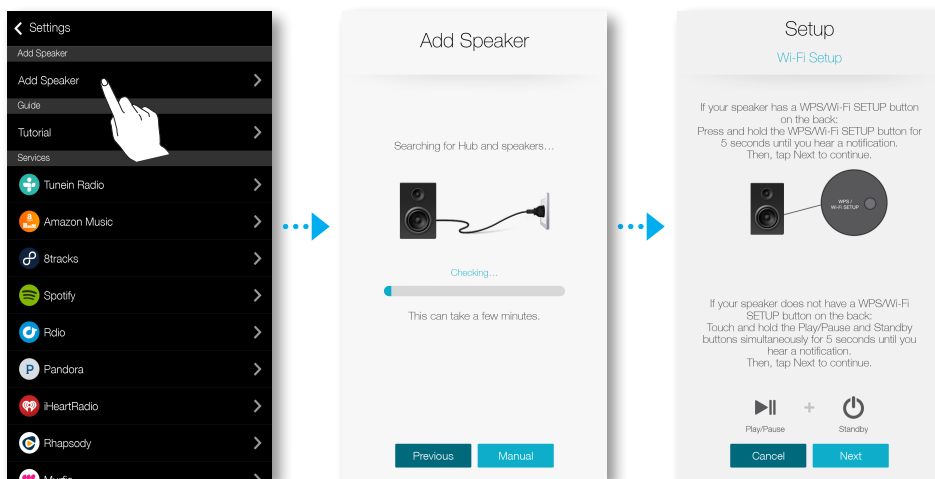 Settings
Add Speaker
Add Speaker
Guide
Tutorial
Services
Tunein Radio
Amazon Music
8tracks
Spotify
Rdio
P Pandora
iHeartRadio
Rhapsody
Add Speaker
Searching for Hub and speakers…
Checking…
This can take a few minutes.
Previous
Manual
Setup
Wi-Fi Setup
If your speaker has a WPS/Wi-Fi SETUP button
on the back:
Press and hold the WPS/Wi-Fi SETUP button for
5 seconds until you hear a notification.
Then, tap Next to continue.
WPS /
Wi-Fi SETUP
If your speaker does not have a WPS/Wi-Fi
SETUP button on the back:
Touch and hold the Play/Pause and Standby
buttons simultaneously for 5 seconds until you
hear a notification.
Then, tap Next to continue.
+
Play/Pause
Standby
Cancel
Next